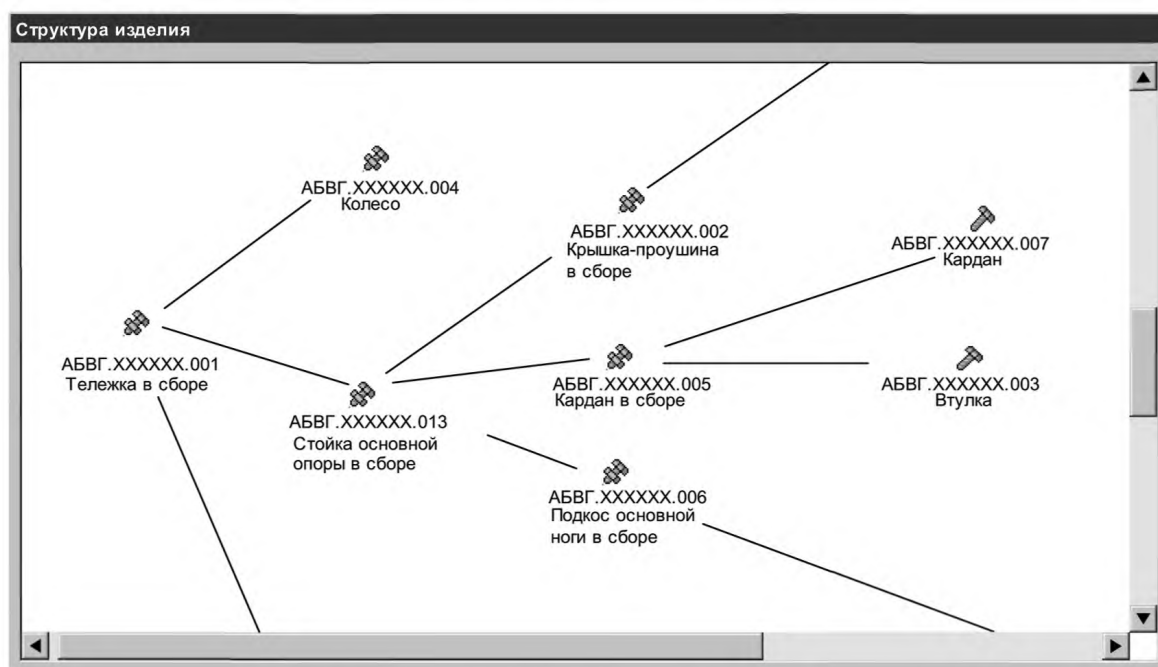 Структура изделия
АБВГ.XXXXXX.004
Колесо
АБВГ.XXXXXX.002
Крышка-проушина
в сборе
АБВГ.XXXXXX.007
Кардан
АБВГ.XXXXXX.001
Тележка в сборе
АБВГ.XXXXXX.013
Стойка основной
опоры в сборе
АБВГ.XXXXXX.005
Кардан в сборе
АБВГ.XXXXXX.003
Втулка
АБВГ.XXXXXX.006
Подкос основной
ноги в сборе